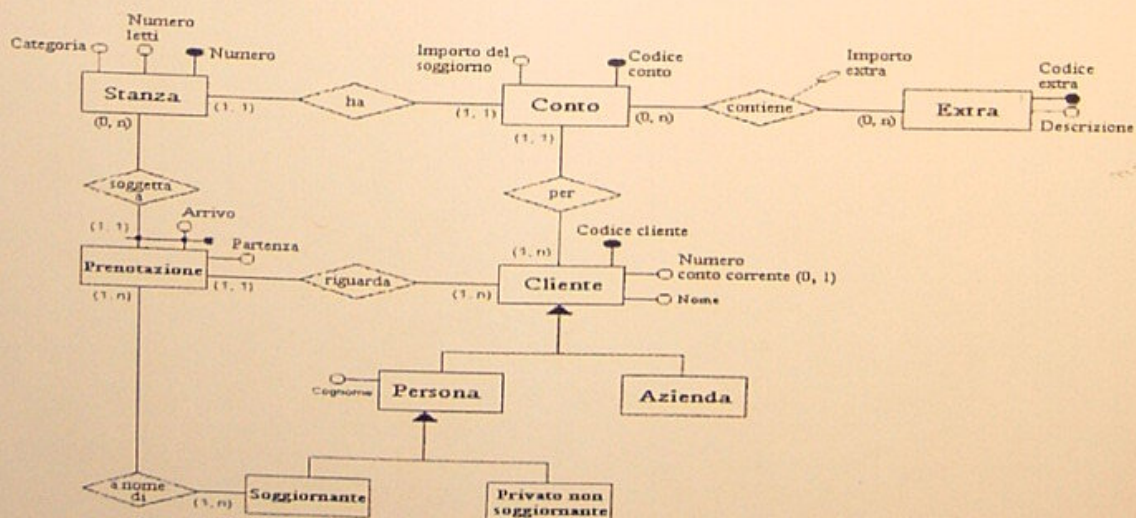 Numero
letti
Categoria
Numero
Stanza
(1, 1)
(0, n)
ha
Importo del
soggiorno
Codice
conto
(1, 1)
Conto
(0, n)
(1, 1)
contiene
Importo
extra
(0, n)
Extra
Codice
extra
Descrizione
soggetta
a
(1, 1)
Arrivo
Partenza
Prenotazione
(1, n)
(1, 1)
riguarda
(1, n)
per
(1, n)
Codice cliente
Cliente
Numero
conto corrente (0, 1)
Nome
Cognome
Persona
Azienda
a nome
di
(1, n)
Soggiornante
Privato non
soggiornante